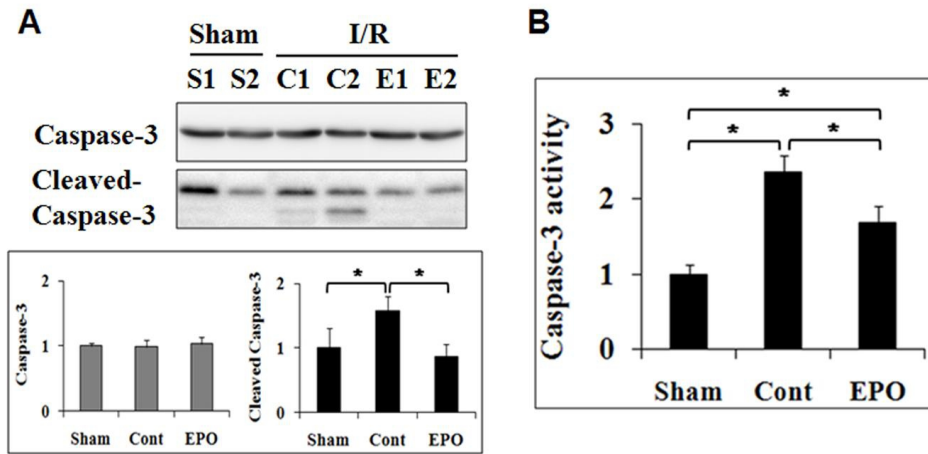 A
Sham I/R
S1 S2 C1 C2 E1 E2
Caspase-3
Cleaved-
Caspase-3
Caspase-3
2
1
0
Sham Cont EPO
Cleaved Caspase-3
2
1
0
* *
Sham Cont EPO
B
Caspase-3 activity
3
2
1
0
*
* *
Sham Cont EPO